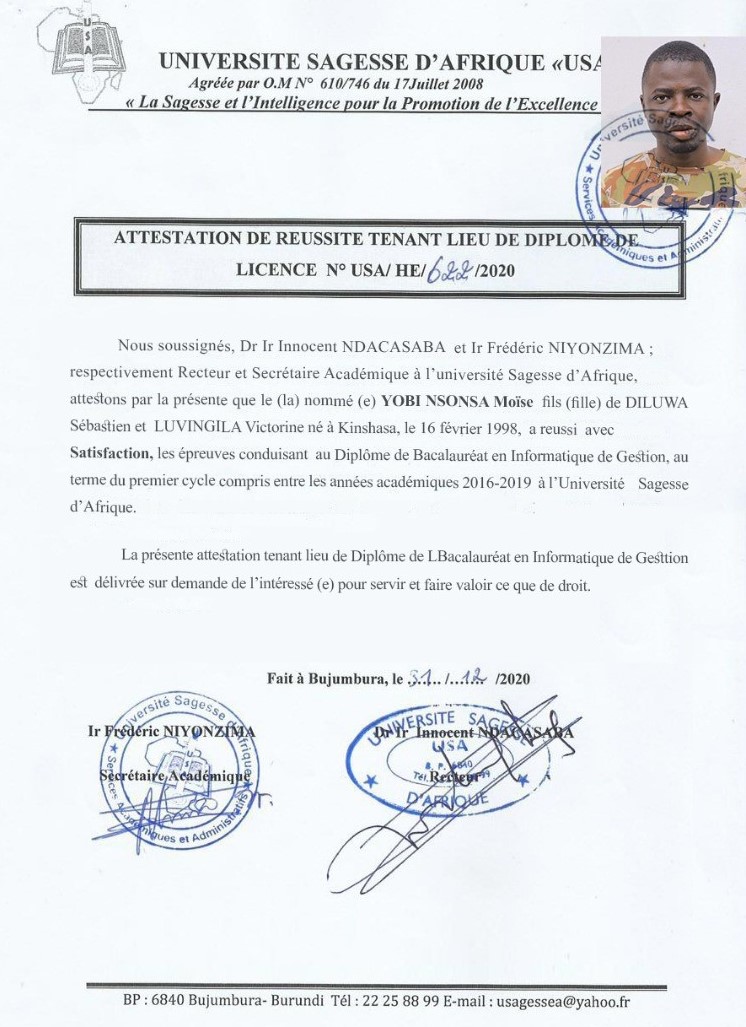 USA
UNIVERSITE SAGESSE D'AFRIQUE «USA
Agréée par O.M N° 610/746 du 17Juillet 2008
« La Sagesse et l'Intelligence pour la Promotion de l'Excellence
Université Sagesse d'Afrique
Services Académiques et Administratifs
ATTESTATION DE REUSSITE TENANT LIEU DE DIPLOME DE
LICENCE N° USA/ HE/622/2020
Nous soussignés, Dr Ir Innocent NDACASABA et Ir Frédéric NIYONZIMA ;
respectivement Recteur et Secrétaire Académique à l'université Sagesse d'Afrique,
attestons par la présente que le (la) nommé (e) YOBI NSONSA Moïse fils (fille) de DILUWA
Sébastien et LUVINGILA Victorine né à Kinshasa, le 16 février 1998, a reussi avec
Satisfaction, les épreuves conduisant au Diplôme de Bacalauréat en Informatique de Gestion, au
terme du premier cycle compris entre les années académiques 2016-2019 à l'Université Sagesse
d'Afrique.
La présente attestation tenant lieu de Diplôme de LBacalauréat en Informatique de Gesttion
est délivrée sur demande de l'intéressé (e) pour servir et faire valoir ce que de droit.
Fait à Bujumbura, le 31../..12.. /2020
Ir Frédéric NIYONZIMA
Dr Ir Innocent NDACASABA
Secrétaire Académique
Recteur
Université Sagesse d'Afrique
Services Académiques et Administratifs
UNIVERSITE SAGESSE
USA
B. P. 6840
D'AFRIQUE
BP : 6840 Bujumbura- Burundi Tél : 22 25 88 99 E-mail : usagessea@yahoo.fr